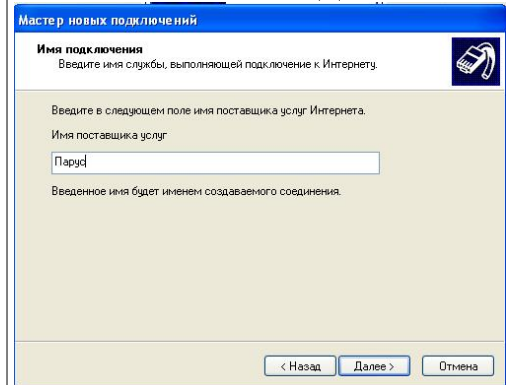 Мастер новых подключений
Имя подключения
Введите имя службы, выполняющей подключение к Интернету.
Введите в следующем поле имя поставщика услуг Интернета.
Имя поставщика услуг
Парус
Введенное имя будет именем создаваемого соединения.
< Назад Далее > Отмена